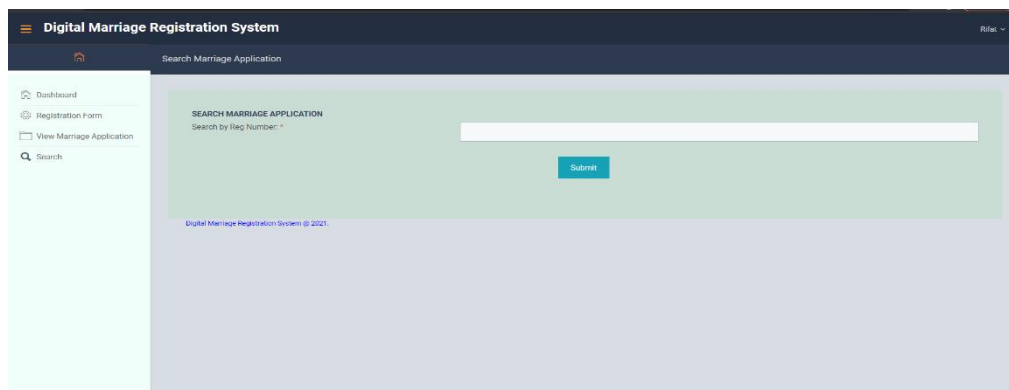 Digital Marriage Registration System
Rifat
Search Marriage Application
Dashboard
Registration Form
View Marriage Application
Search
SEARCH MARRIAGE APPLICATION
Search by Reg Number: *
Submit
Digital Marriage Registration System @ 2021.